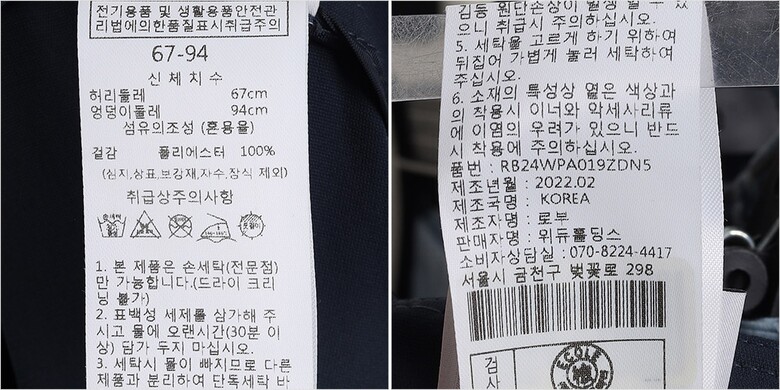 전기용품 및 생활용품안전관
리법에의한품질표시취급주의
67-94
신체치수
허리둘레 67cm
엉덩이둘레 94cm
섬유의조성 (혼용율)
겉감 폴리에스터 100%
(심지,상표,보강재,자수,장식 제외)
취급상주의사항
1. 본 제품은 손세탁(전문점)
만 가능합니다.(드라이 크리
닝 불가)
2. 표백성 세제를 삼가해 주
시고 물에 오랜시간(30분 이
상) 담가 두지 마십시오.
3. 세탁시 물이 빠지므로 다른
제품과 분리하여 단독세탁 바
김등 원단손상이 발생할 수 있
으니 취급시 주의하십시오.
5. 세탁을 고르게 하기 위하여
뒤집어 가볍게 눌러 세탁하여
주십시오.
6. 소재의 특성상 옅은 색상과
의 착용시 이너와 악세사리류
에 이염의 우려가 있으니 반드
시 착용에 주의하십시오.
품번 : RB24WPA019ZDN5
제조년월 : 2022.02
제조국명 : KOREA
제조자명 : 로부
판매자명 : 위듀홀딩스
소비자상담실 : 070-8224-4417
서울시 금천구 벚꽃로 298
검
사
ECOLE